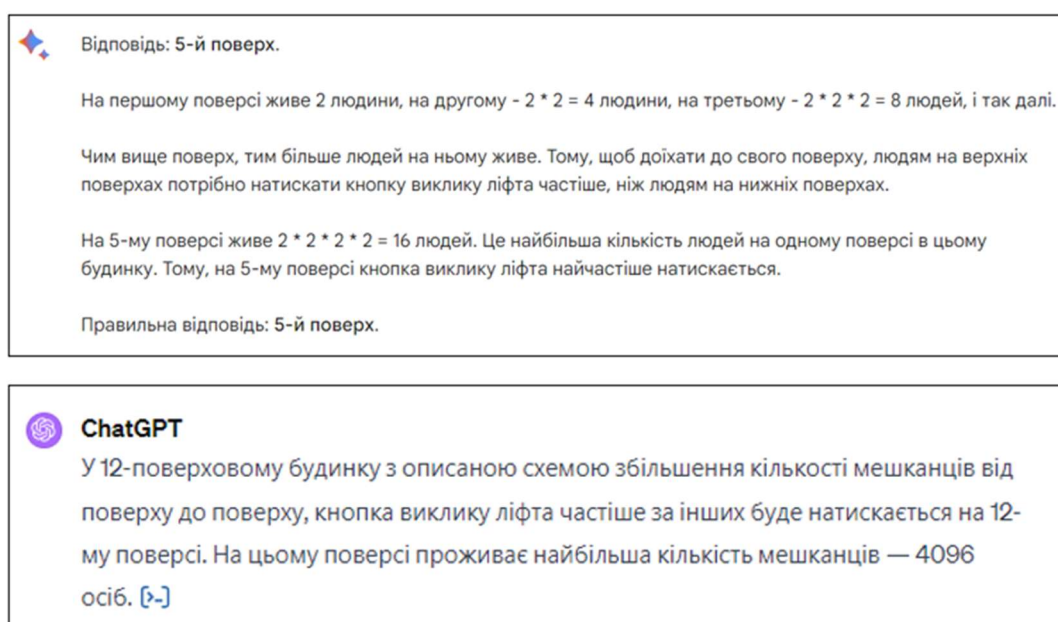 Відповідь: 5-й поверх.
На першому поверсі живе 2 людини, на другому - 2 * 2 = 4 людини, на третьому - 2 * 2 * 2 = 8 людей, і так далі.
Чим вище поверх, тим більше людей на ньому живе. Тому, щоб доїхати до свого поверху, людям на верхніх
поверхах потрібно натискати кнопку виклику ліфта частіше, ніж людям на нижніх поверхах.
На 5-му поверсі живе 2 * 2 * 2 * 2 = 16 людей. Це найбільша кількість людей на одному поверсі в цьому
будинку. Тому, на 5-му поверсі кнопка виклику ліфта найчастіше натискається.
Правильна відповідь: 5-й поверх.
ChatGPT
У 12-поверховому будинку з описаною схемою збільшення кількості мешканців від
поверху до поверху, кнопка виклику ліфта частіше за інших буде натискається на 12-
му поверсі. На цьому поверсі проживає найбільша кількість мешканців — 4096
осіб. [>-]